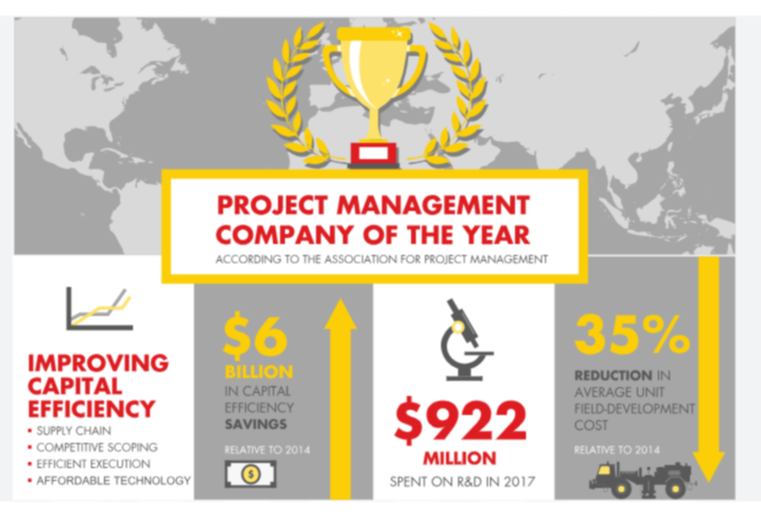 PROJECT MANAGEMENT
COMPANY OF THE YEAR
ACCORDING TO THE ASSOCIATION FOR PROJECT MANAGEMENT
IMPROVING
CAPITAL
EFFICIENCY
▪ SUPPLY CHAIN
▪ COMPETITIVE SCOPING
▪ EFFICIENT EXECUTION
▪ AFFORDABLE TECHNOLOGY
$6
BILLION
IN CAPITAL
EFFICIENCY
SAVINGS
RELATIVE TO 2014
$
$922
MILLION
SPENT ON R&D IN 2017
35%
REDUCTION IN
AVERAGE UNIT
FIELD-DEVELOPMENT
COST
RELATIVE TO 2014